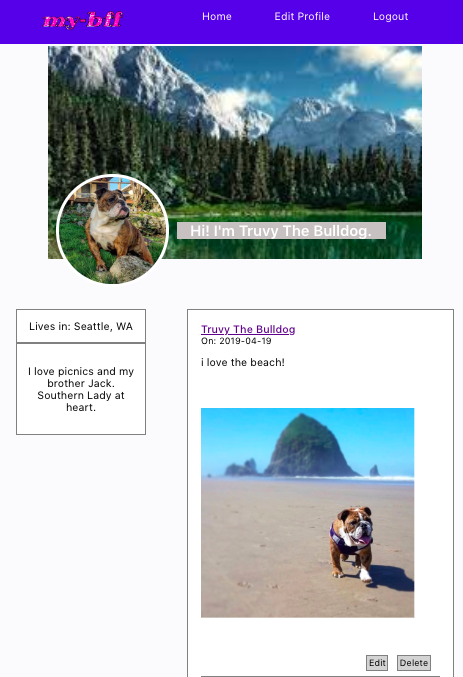 my-bff
Home Edit Profile Logout
Hi! I'm Truvy The Bulldog.
Lives in: Seattle, WA
I love picnics and my
brother Jack.
Southern Lady at
heart.
Truvy The Bulldog
On: 2019-04-19
i love the beach!
Edit Delete